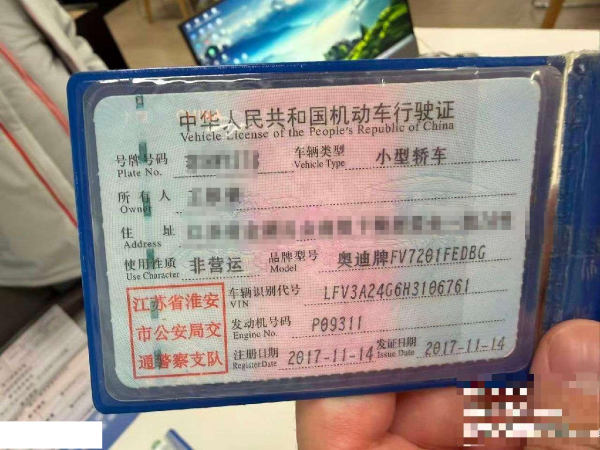 中华人民共和国机动车行驶证
Vehicle License of the People's Republic of China
号牌号码 车辆类型 小型轿车
Plate No. Vehicle Type
所有人
Owner
住址
Address
使用性质 非营运 品牌型号 奥迪牌FV7201FEDBG
Use Character Model
江苏省淮安
市公安局交
通警察支队
车辆识别代号 LFV3A24G6H3106761
VIN
发动机号码 P09311
Engine No.
注册日期 2017-11-14 发证日期 2017-11-14
Register Date Issue Date